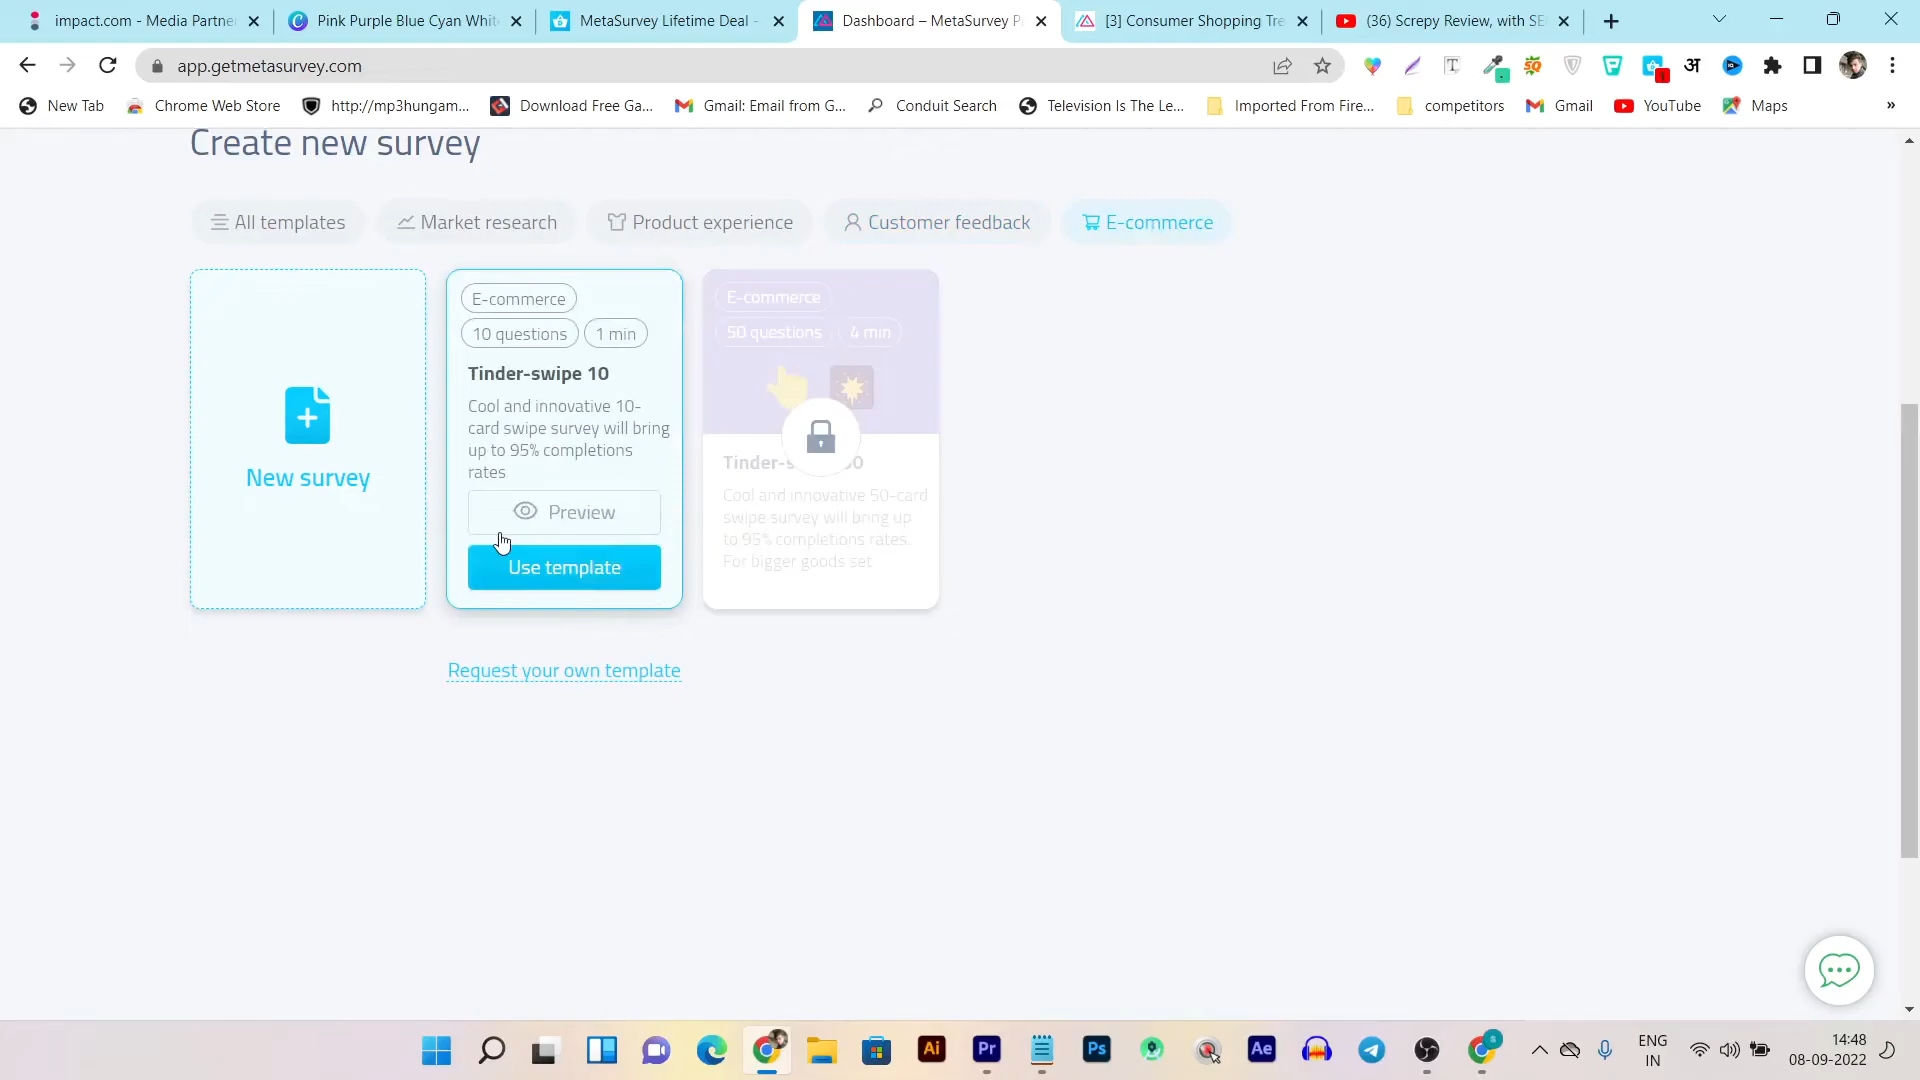 impact.com - Media Partne
Pink Purple Blue Cyan Whit
MetaSurvey Lifetime Deal -
Dashboard – MetaSurvey P
[3] Consumer Shopping Tre
(36) Screpy Review, with SE
app.getmetasurvey.com
New Tab
Chrome Web Store
http://mp3hungam...
Download Free Ga...
Gmail: Email from G...
Conduit Search
Television Is The Le...
Imported From Fire...
competitors
Gmail
YouTube
Maps
»
Create new survey
All templates
Market research
Product experience
Customer feedback
E-commerce
New survey
E-commerce
10 questions 1 min
Tinder-swipe 10
Cool and innovative 10-
card swipe survey will bring
up to 95% completions
rates
Preview
Use template
E-commerce
50 questions 4 min
Cool and innovative 50-card
swipe survey will bring up
to 95% completions rates.
For bigger goods set
Request your own template
Ai
Pr
Ps
Ae
ENG
IN
14:48
08-09-2022